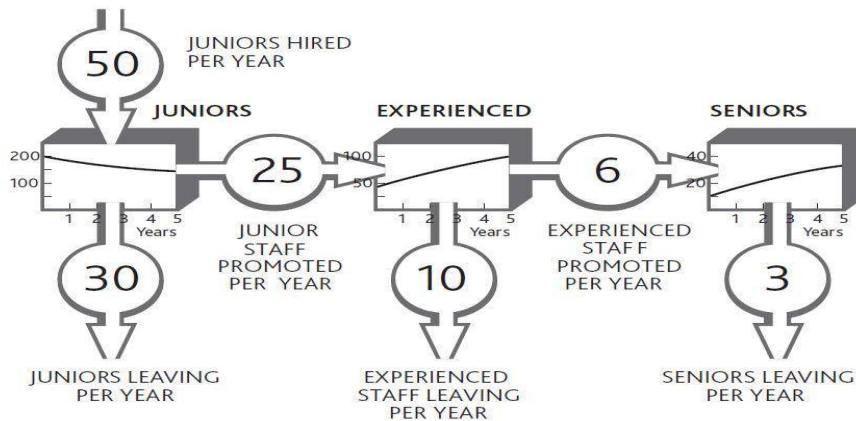 50
JUNIORS HIRED
PER YEAR
JUNIORS
EXPERIENCED
SENIORS
200
100
1 2 3 4 5
Years
25
JUNIOR
STAFF
PROMOTED
PER YEAR
100
50
1 2 3 4 5
Years
6
EXPERIENCED
STAFF
PROMOTED
PER YEAR
40
20
1 2 3 4 5
Years
30
JUNIORS LEAVING
PER YEAR
10
EXPERIENCED
STAFF LEAVING
PER YEAR
3
SENIORS LEAVING
PER YEAR